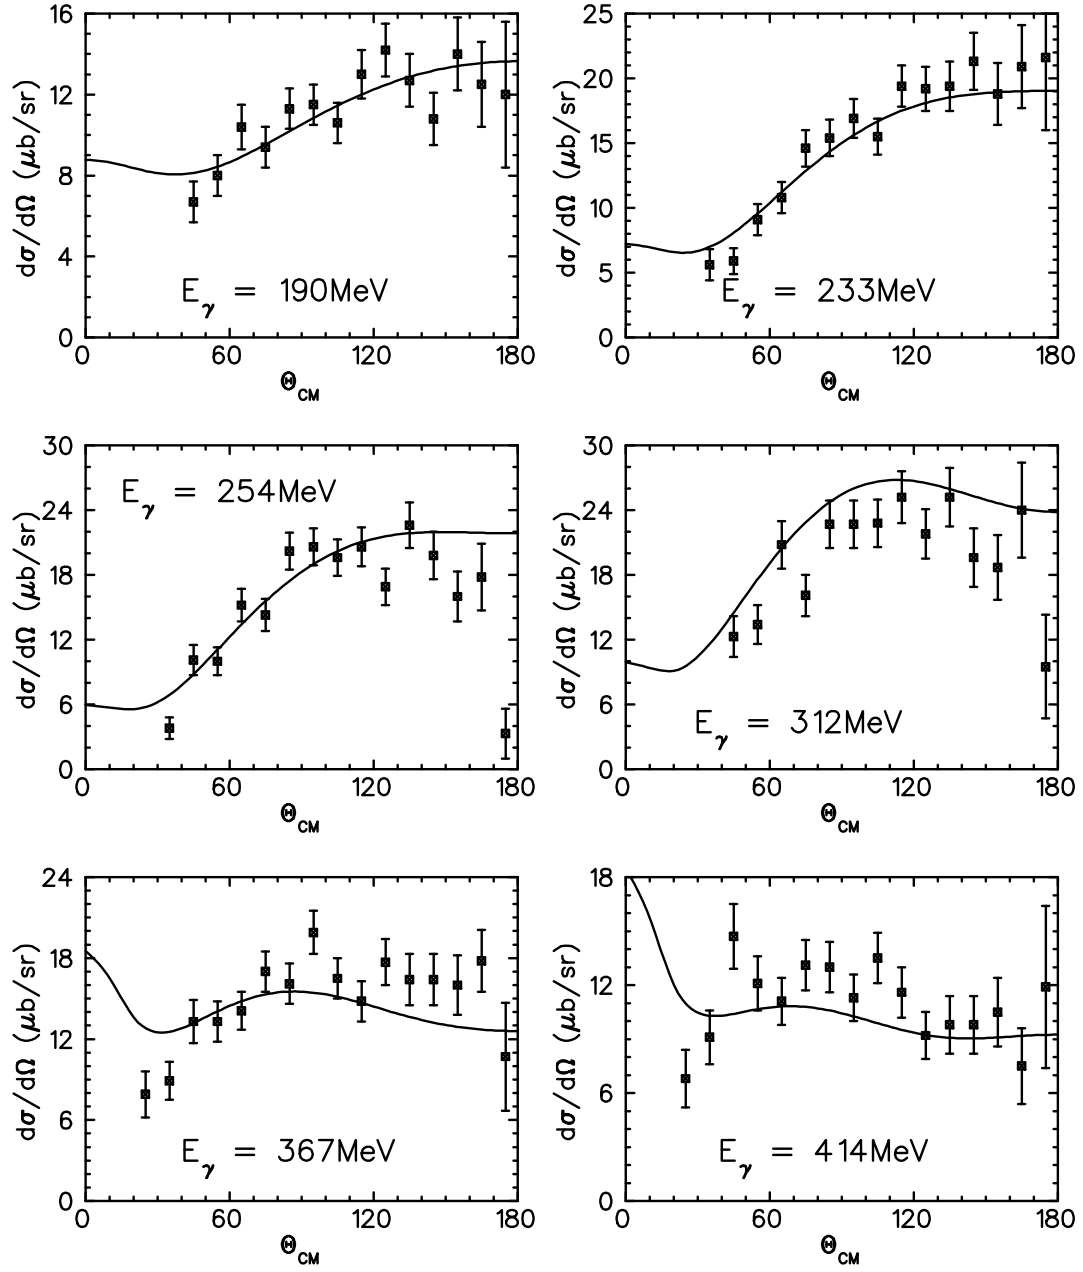 16
12
8
4
0
dσ/dΩ (μb/sr)
E_γ = 190MeV
0 60 120 180
Θ_CM
25
20
15
10
5
0
dσ/dΩ (μb/sr)
E_γ = 233MeV
0 60 120 180
Θ_CM
30
24
18
12
6
0
dσ/dΩ (μb/sr)
E_γ = 254MeV
0 60 120 180
Θ_CM
30
24
18
12
6
0
dσ/dΩ (μb/sr)
E_γ = 312MeV
0 60 120 180
Θ_CM
24
18
12
6
0
dσ/dΩ (μb/sr)
E_γ = 367MeV
0 60 120 180
Θ_CM
18
12
6
0
dσ/dΩ (μb/sr)
E_γ = 414MeV
0 60 120 180
Θ_CM